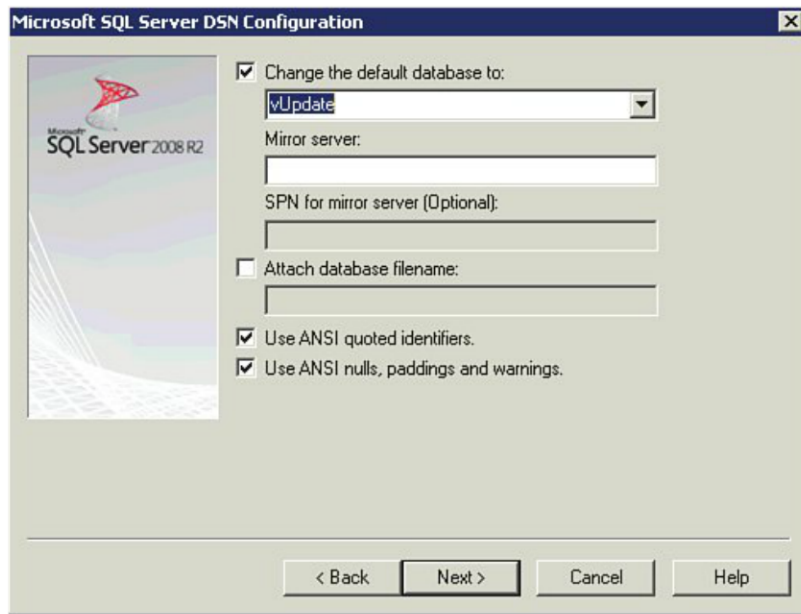 Microsoft SQL Server DSN Configuration
Microsoft
SQL Server 2008 R2
Change the default database to:
vUpdate
Mirror server:
SPN for mirror server (Optional):
Attach database filename:
Use ANSI quoted identifiers.
Use ANSI nulls, paddings and warnings.
< Back Next > Cancel Help